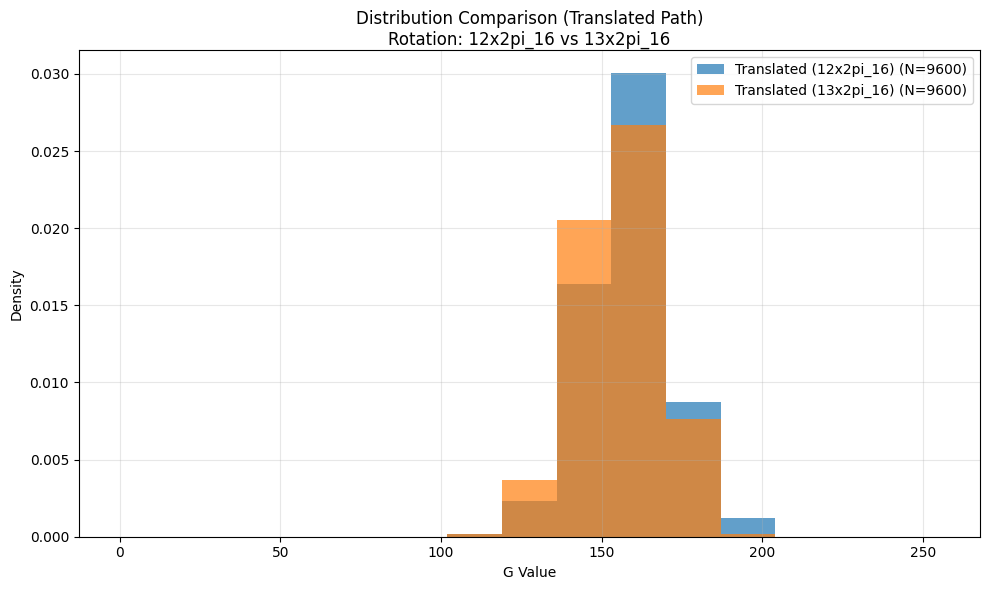 Distribution Comparison (Translated Path)
Rotation: 12x2pi_16 vs 13x2pi_16
Translated (12x2pi_16) (N=9600)
Translated (13x2pi_16) (N=9600)
Density
0.030
0.025
0.020
0.015
0.010
0.005
0.000
0 50 100 150 200 250
G Value